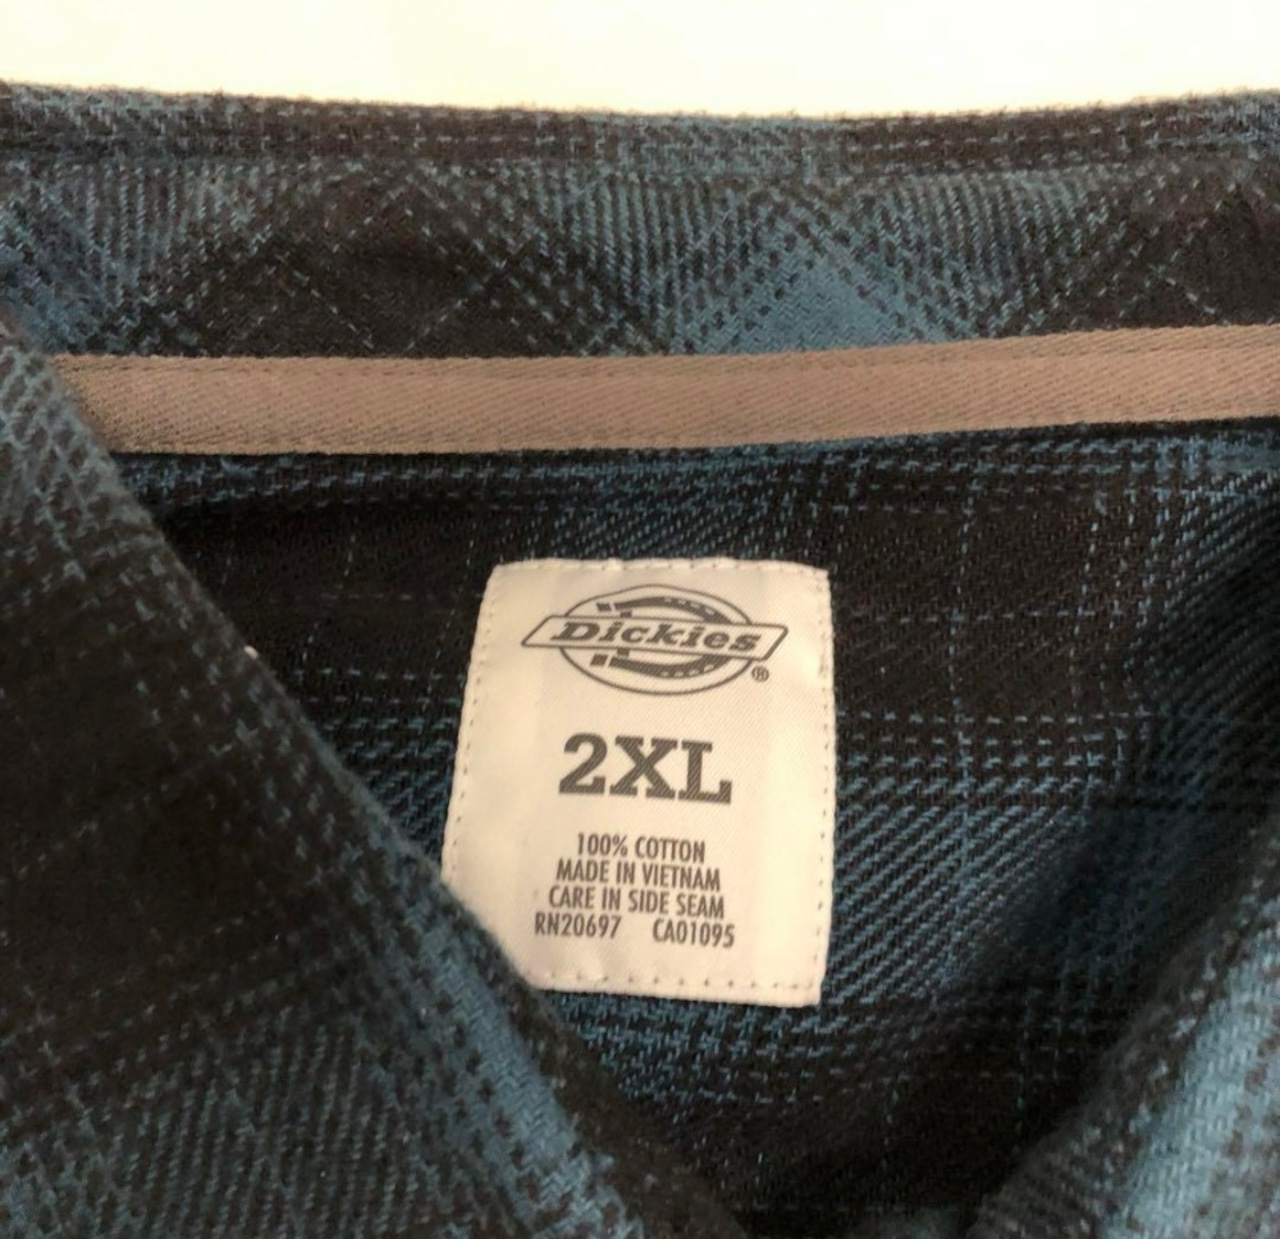 Dickies
®
2XL
100% COTTON
MADE IN VIETNAM
CARE IN SIDE SEAM
RN20697 CA01095